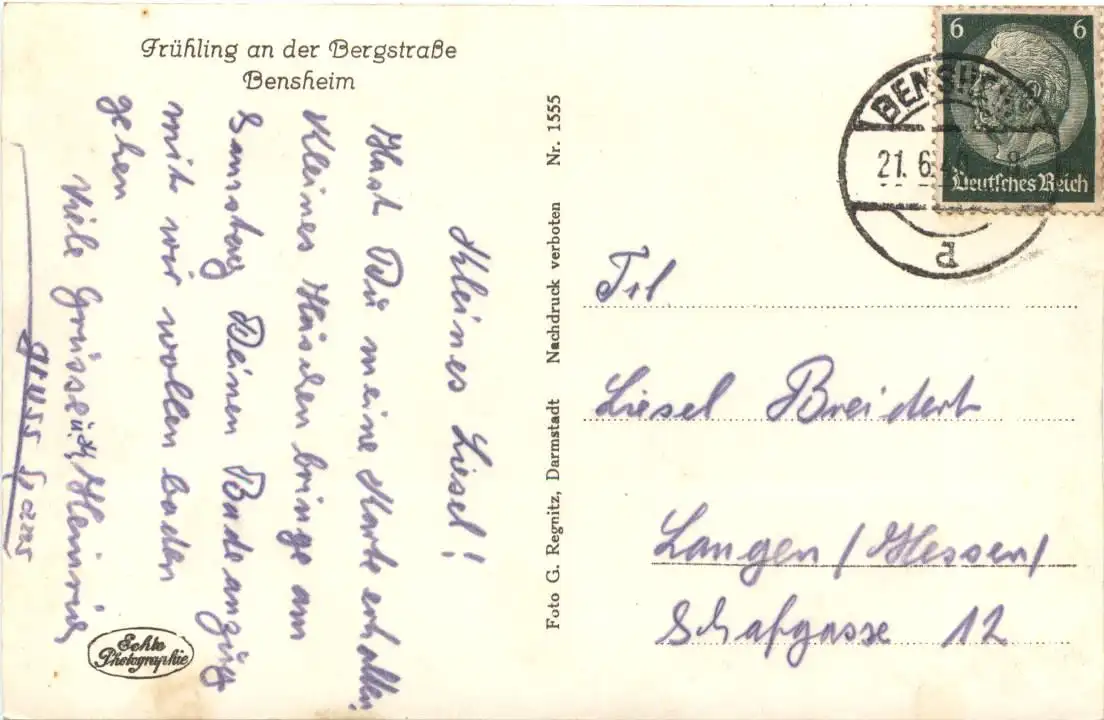 Frühling an der Bergstraße
Bensheim
Kleines Liesel!
Hast Du meine Karte erhalten.
Kleines Häschen bringe am
Samstag Deinen Badeanzug
mit wir wollen baden
gehen
Viele Grüsse
Heinrich
gruss
Echte
Photographie
Foto G. Regnitz, Darmstadt Nachdruck verboten Nr. 1555
6 6
Deutsches Reich
BENSHEIM
21. 6.
d
Frl
Liesel Breidert
Langen / Hessen /
Schafgasse 12